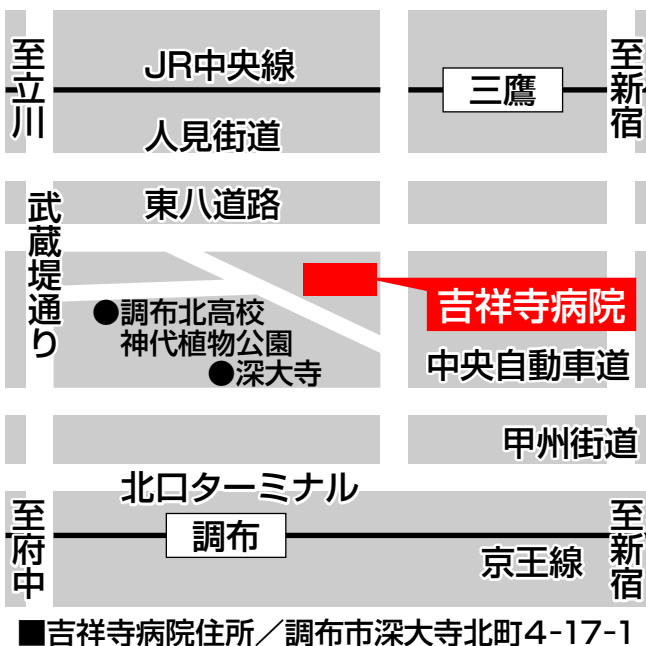 至立川
JR中央線
三鷹
至新宿
人見街道
東八道路
武蔵堤通り
吉祥寺病院
●調布北高校
神代植物公園
●深大寺
中央自動車道
甲州街道
北口ターミナル
至府中
調布
京王線
至新宿
■吉祥寺病院住所／調布市深大寺北町4-17-1